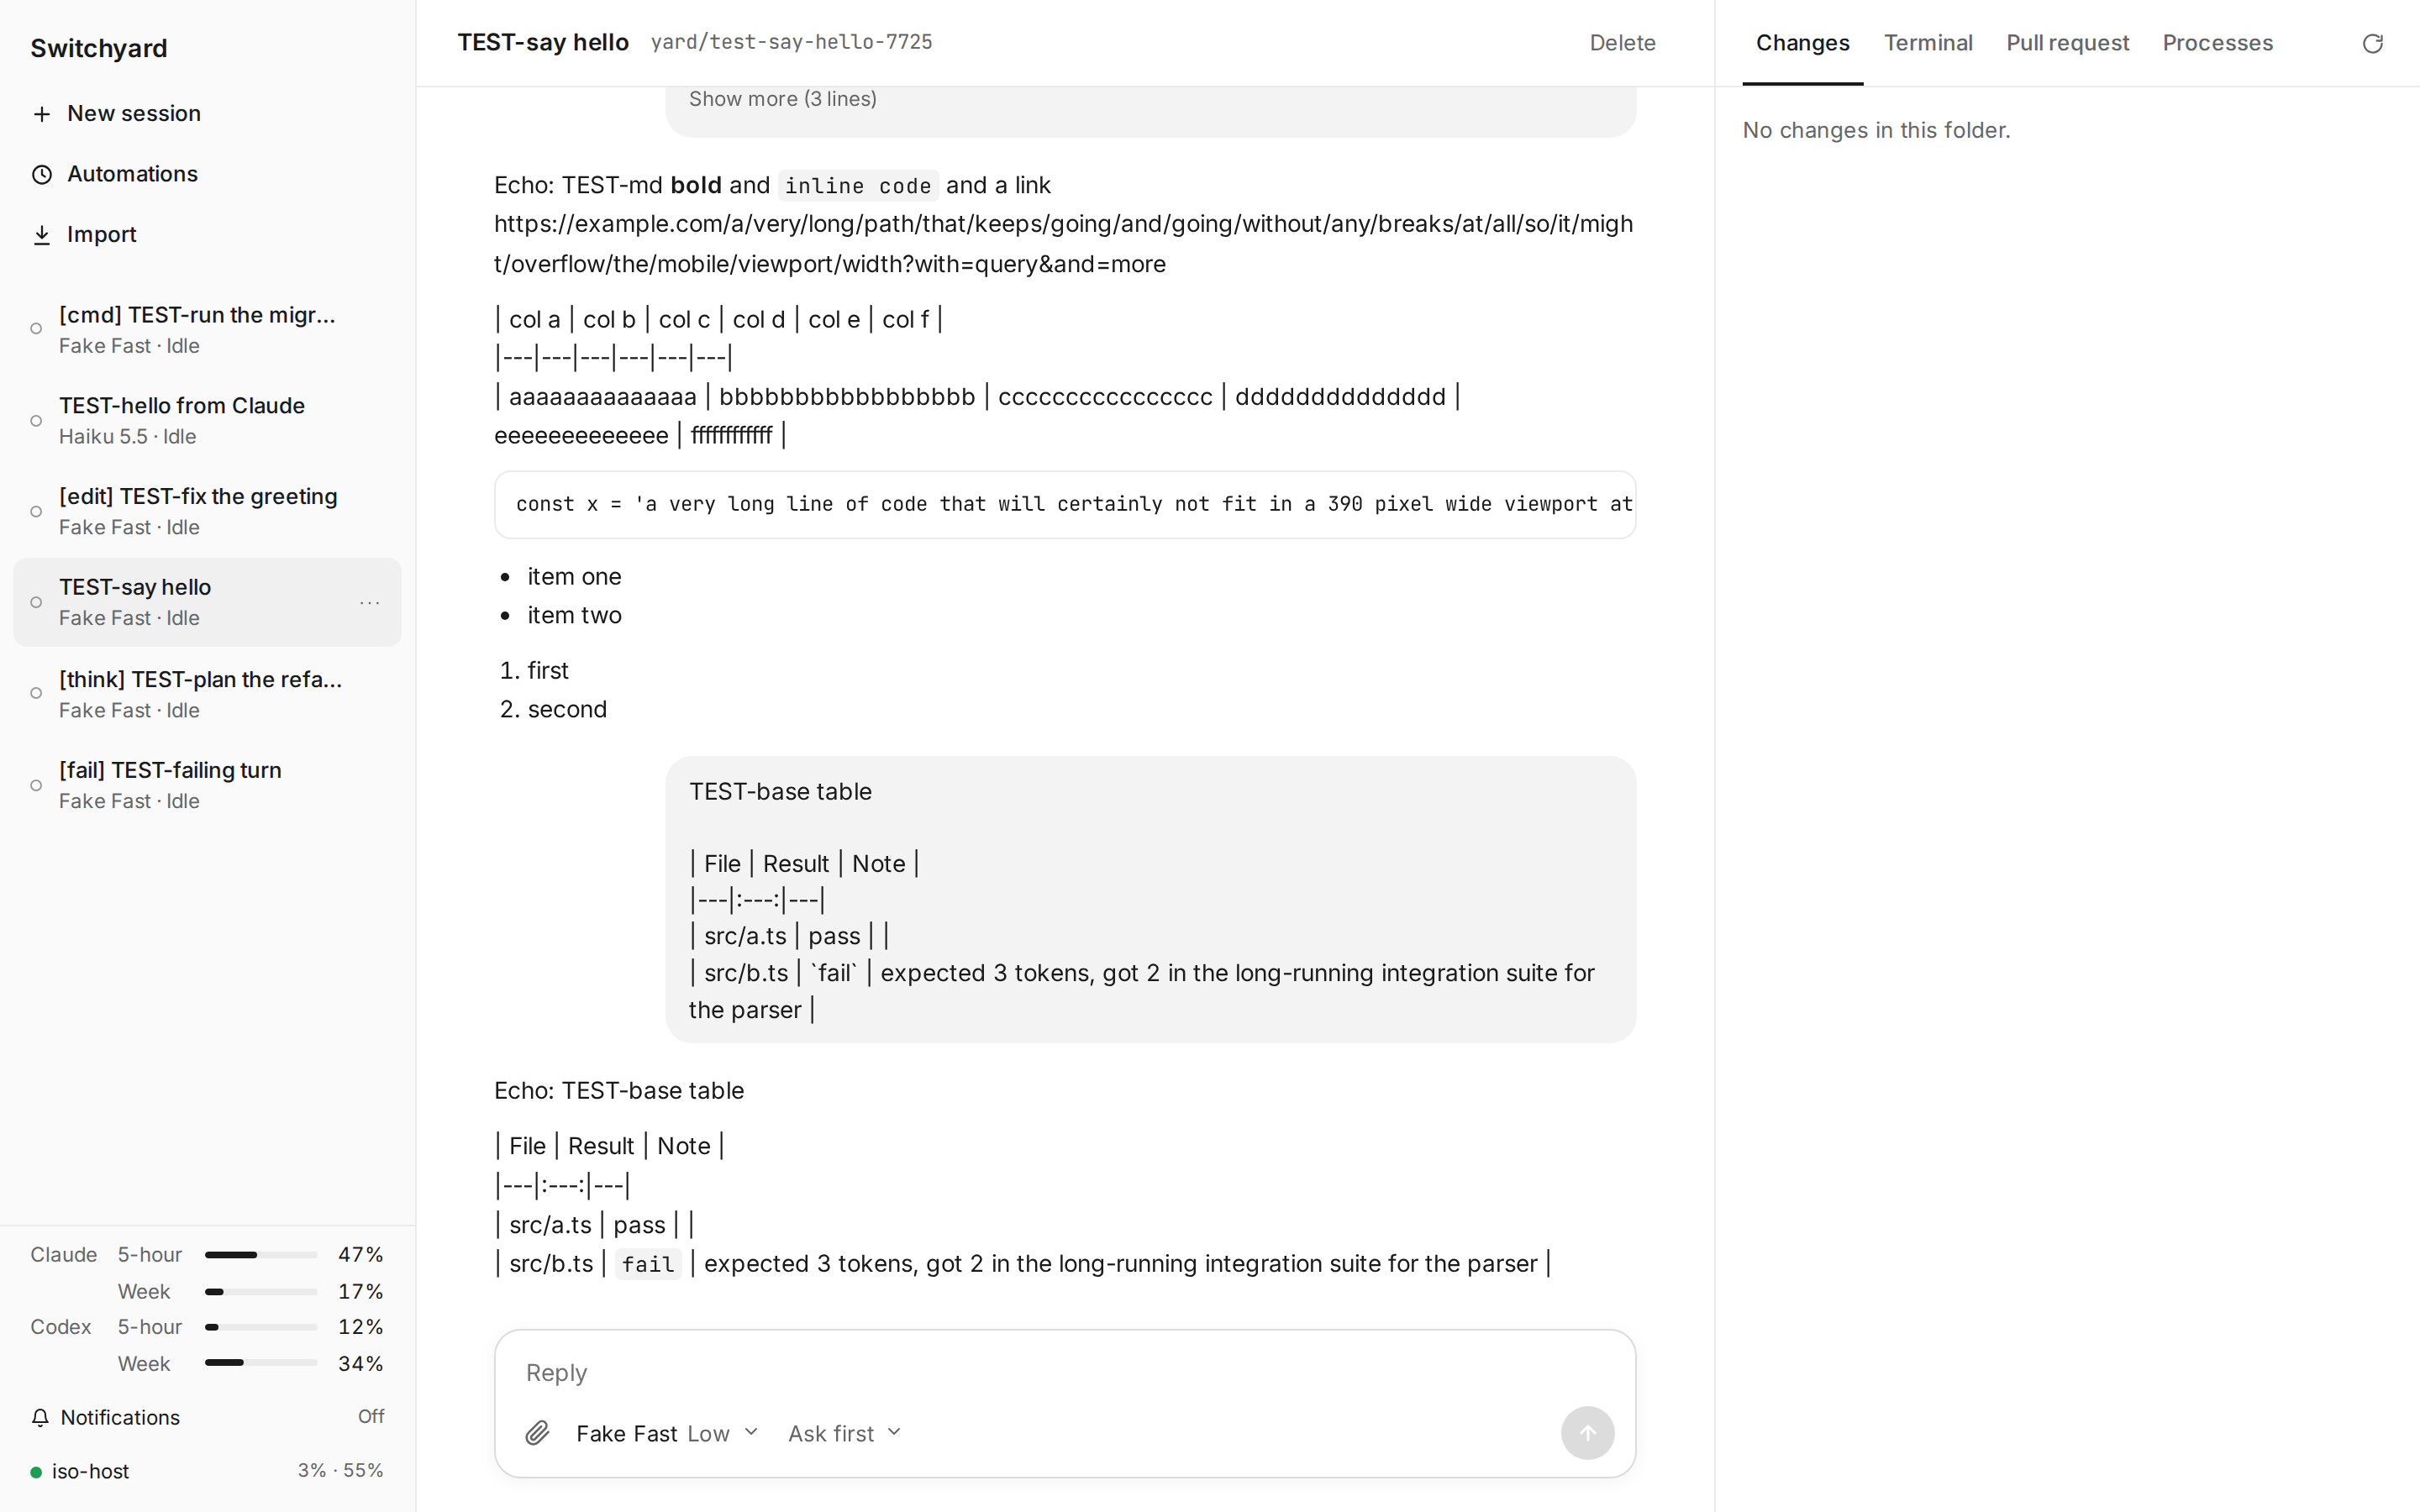 Switchyard
New session
Automations
Import
[cmd] TEST-run the migr...
Fake Fast · Idle
TEST-hello from Claude
Haiku 5.5 · Idle
[edit] TEST-fix the greeting
Fake Fast · Idle
TEST-say hello
Fake Fast · Idle
...
[think] TEST-plan the refa...
Fake Fast · Idle
[fail] TEST-failing turn
Fake Fast · Idle
Claude 5-hour 47%
Week 17%
Codex 5-hour 12%
Week 34%
Notifications Off
iso-host 3% · 55%
TEST-say hello yard/test-say-hello-7725 Delete
Show more (3 lines)
Echo: TEST-md bold and inline code and a link
https://example.com/a/very/long/path/that/keeps/going/and/going/without/any/breaks/at/all/so/it/migh
t/overflow/the/mobile/viewport/width?with=query&and=more
| col a | col b | col c | col d | col e | col f |
|---|---|---|---|---|---|
| aaaaaaaaaaaaaa | bbbbbbbbbbbbbbbbb | cccccccccccccccc | dddddddddddddd |
eeeeeeeeeeeee | ffffffffffff |
const x = 'a very long line of code that will certainly not fit in a 390 pixel wide viewport at
• item one
• item two
1. first
2. second
TEST-base table
| File | Result | Note |
|---|:---:|---|
| src/a.ts | pass | |
| src/b.ts | `fail` | expected 3 tokens, got 2 in the long-running integration suite for
the parser |
Echo: TEST-base table
| File | Result | Note |
|---|:---:|---|
| src/a.ts | pass | |
| src/b.ts | fail | expected 3 tokens, got 2 in the long-running integration suite for the parser |
Reply
Fake Fast Low Ask first
Changes Terminal Pull request Processes
No changes in this folder.